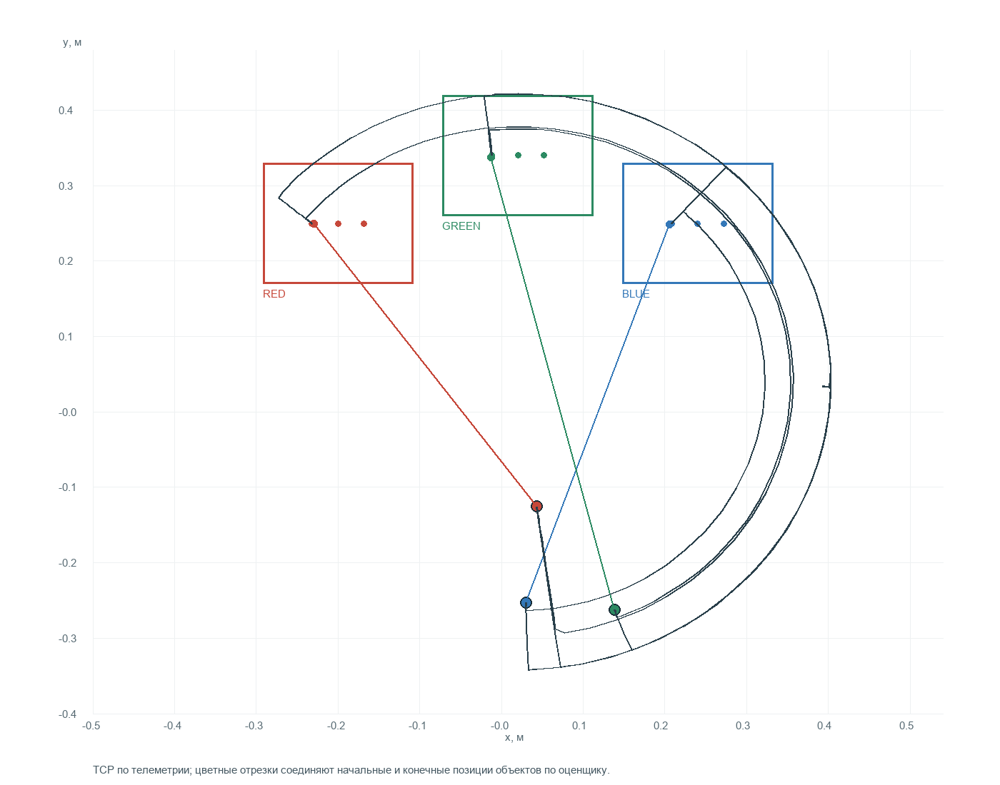 y, м
0.4
0.3
0.2
0.1
-0.0
-0.1
-0.2
-0.3
-0.4
GREEN
RED
BLUE
-0.5 -0.4 -0.3 -0.2 -0.1 -0.0 0.1 0.2 0.3 0.4 0.5
x, м
TCP по телеметрии; цветные отрезки соединяют начальные и конечные позиции объектов по оценщику.